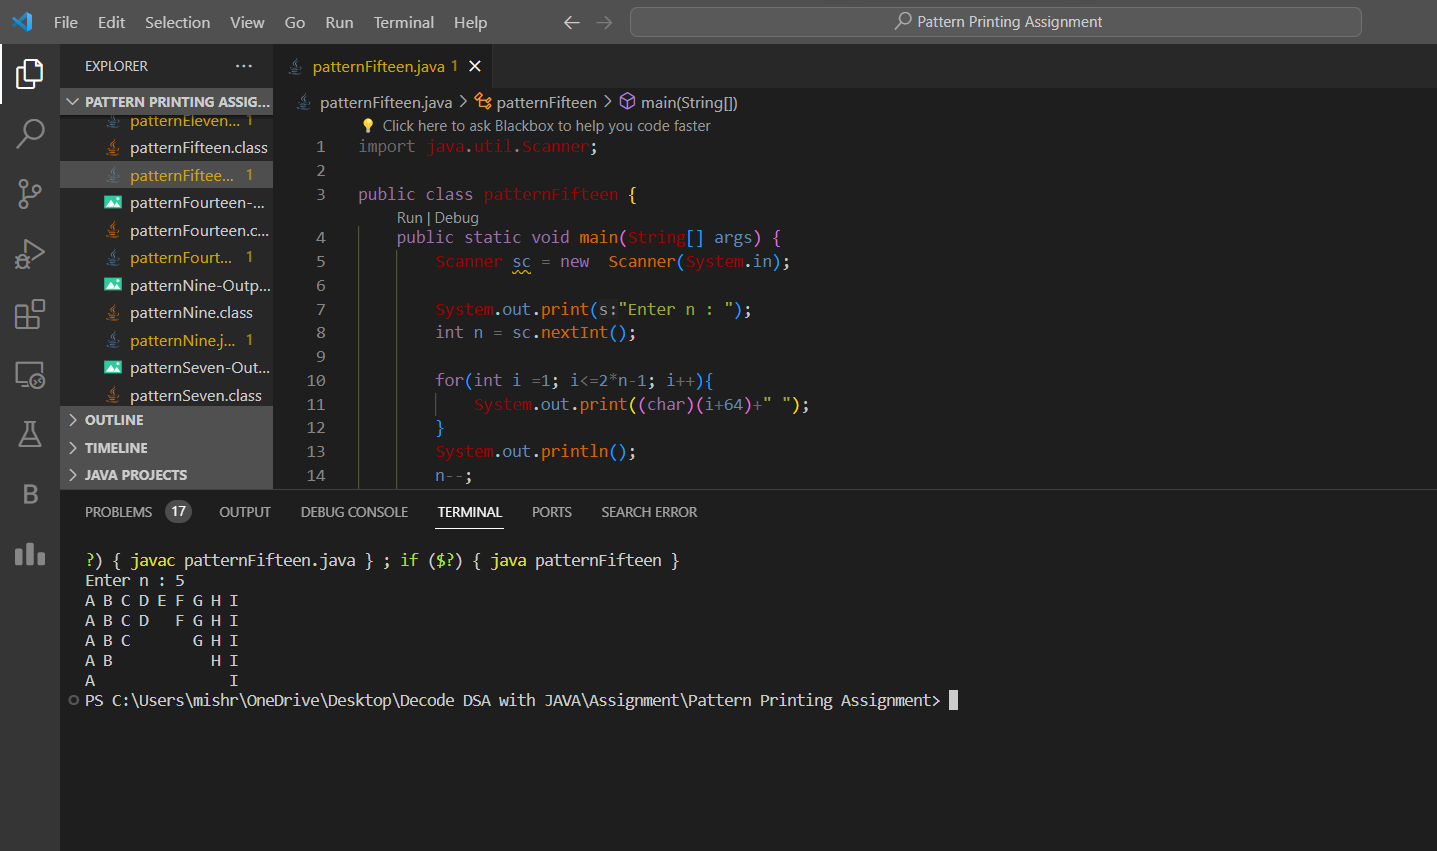 File Edit Selection View Go Run Terminal Help
Pattern Printing Assignment
EXPLORER ...
PATTERN PRINTING ASSIG...
patternEleven... 1
patternFifteen.class
patternFiftee... 1
patternFourteen-...
patternFourteen.c...
patternFourt... 1
patternNine-Outp...
patternNine.class
patternNine.j... 1
patternSeven-Out...
patternSeven.class
OUTLINE
TIMELINE
JAVA PROJECTS
B
patternFifteen.java 1
patternFifteen.java > patternFifteen > main(String[])
Click here to ask Blackbox to help you code faster
1 import java.util.Scanner;
2
3 public class patternFifteen {
Run | Debug
4 public static void main(String[] args) {
5 Scanner sc = new  Scanner(System.in);
6
7 System.out.print(s:"Enter n : ");
8 int n = sc.nextInt();
9
10 for(int i =1; i<=2*n-1; i++){
11 System.out.print((char)(i+64)+" ");
12 }
13 System.out.println();
14 n--;
PROBLEMS 17 OUTPUT DEBUG CONSOLE TERMINAL PORTS SEARCH ERROR
?) { javac patternFifteen.java } ; if ($?) { java patternFifteen }
Enter n : 5
A B C D E F G H I
A B C D   F G H I
A B C       G H I
A B           H I
A               I
PS C:\Users\mishr\OneDrive\Desktop\Decode DSA with JAVA\Assignment\Pattern Printing Assignment>